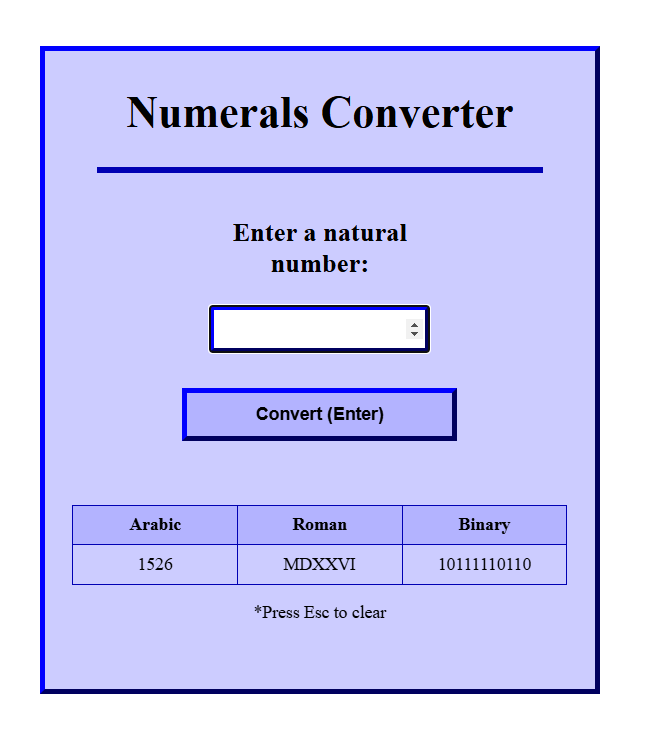 Numerals Converter
Enter a natural
number:
Convert (Enter)
Arabic Roman Binary
1526 MDXXVI 10111110110
*Press Esc to clear